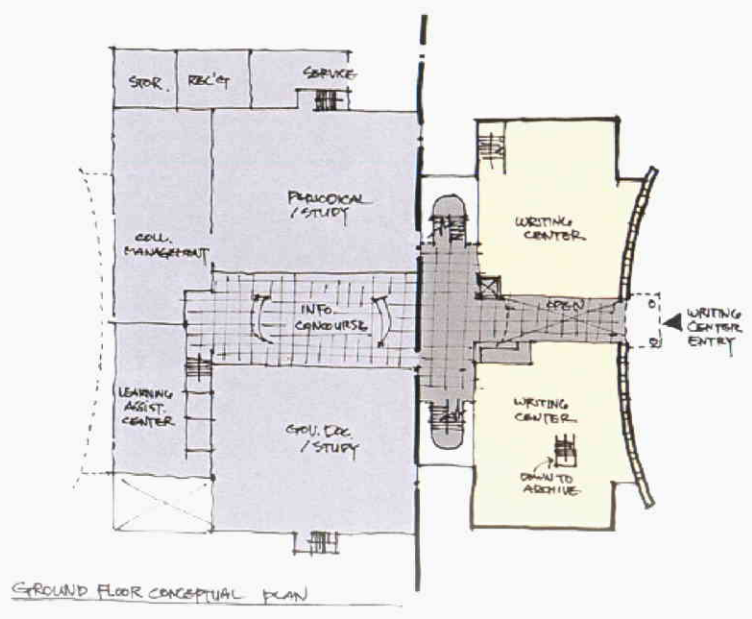 STOR.
REC'G
SERVICE
PERIODICAL
/STUDY
COLL.
MANAGEMENT
WRITING
CENTER
OPEN
INFO.
CONCOURSE
WRITING
CENTER
ENTRY
LEARNING
ASSIST.
CENTER
GOV. DOC.
/STUDY
WRITING
CENTER
DOWN TO
ARCHIVE
GROUND FLOOR CONCEPTUAL PLAN